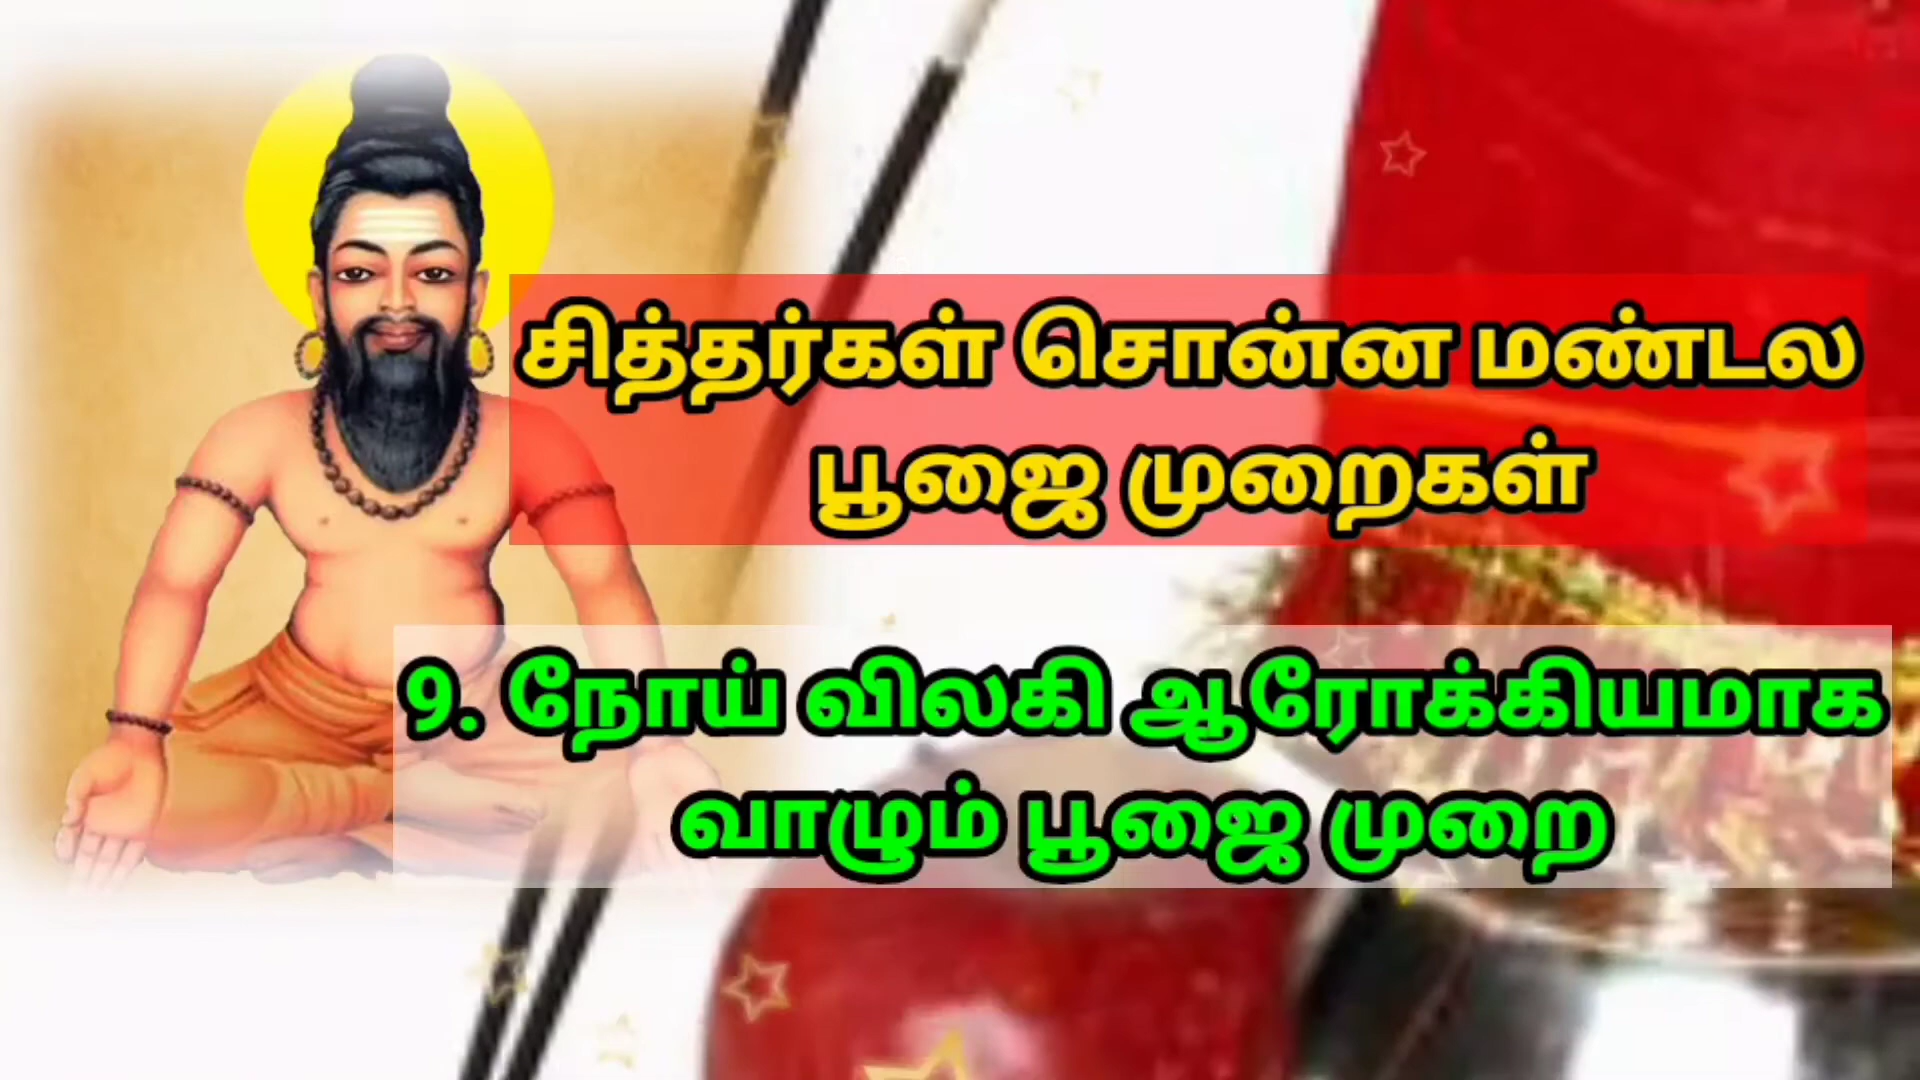 சித்தர்கள் சொன்ன மண்டல
பூஜை முறைகள்
9. நோய் விலகி ஆரோக்கியமாக
வாழும் பூஜை முறை